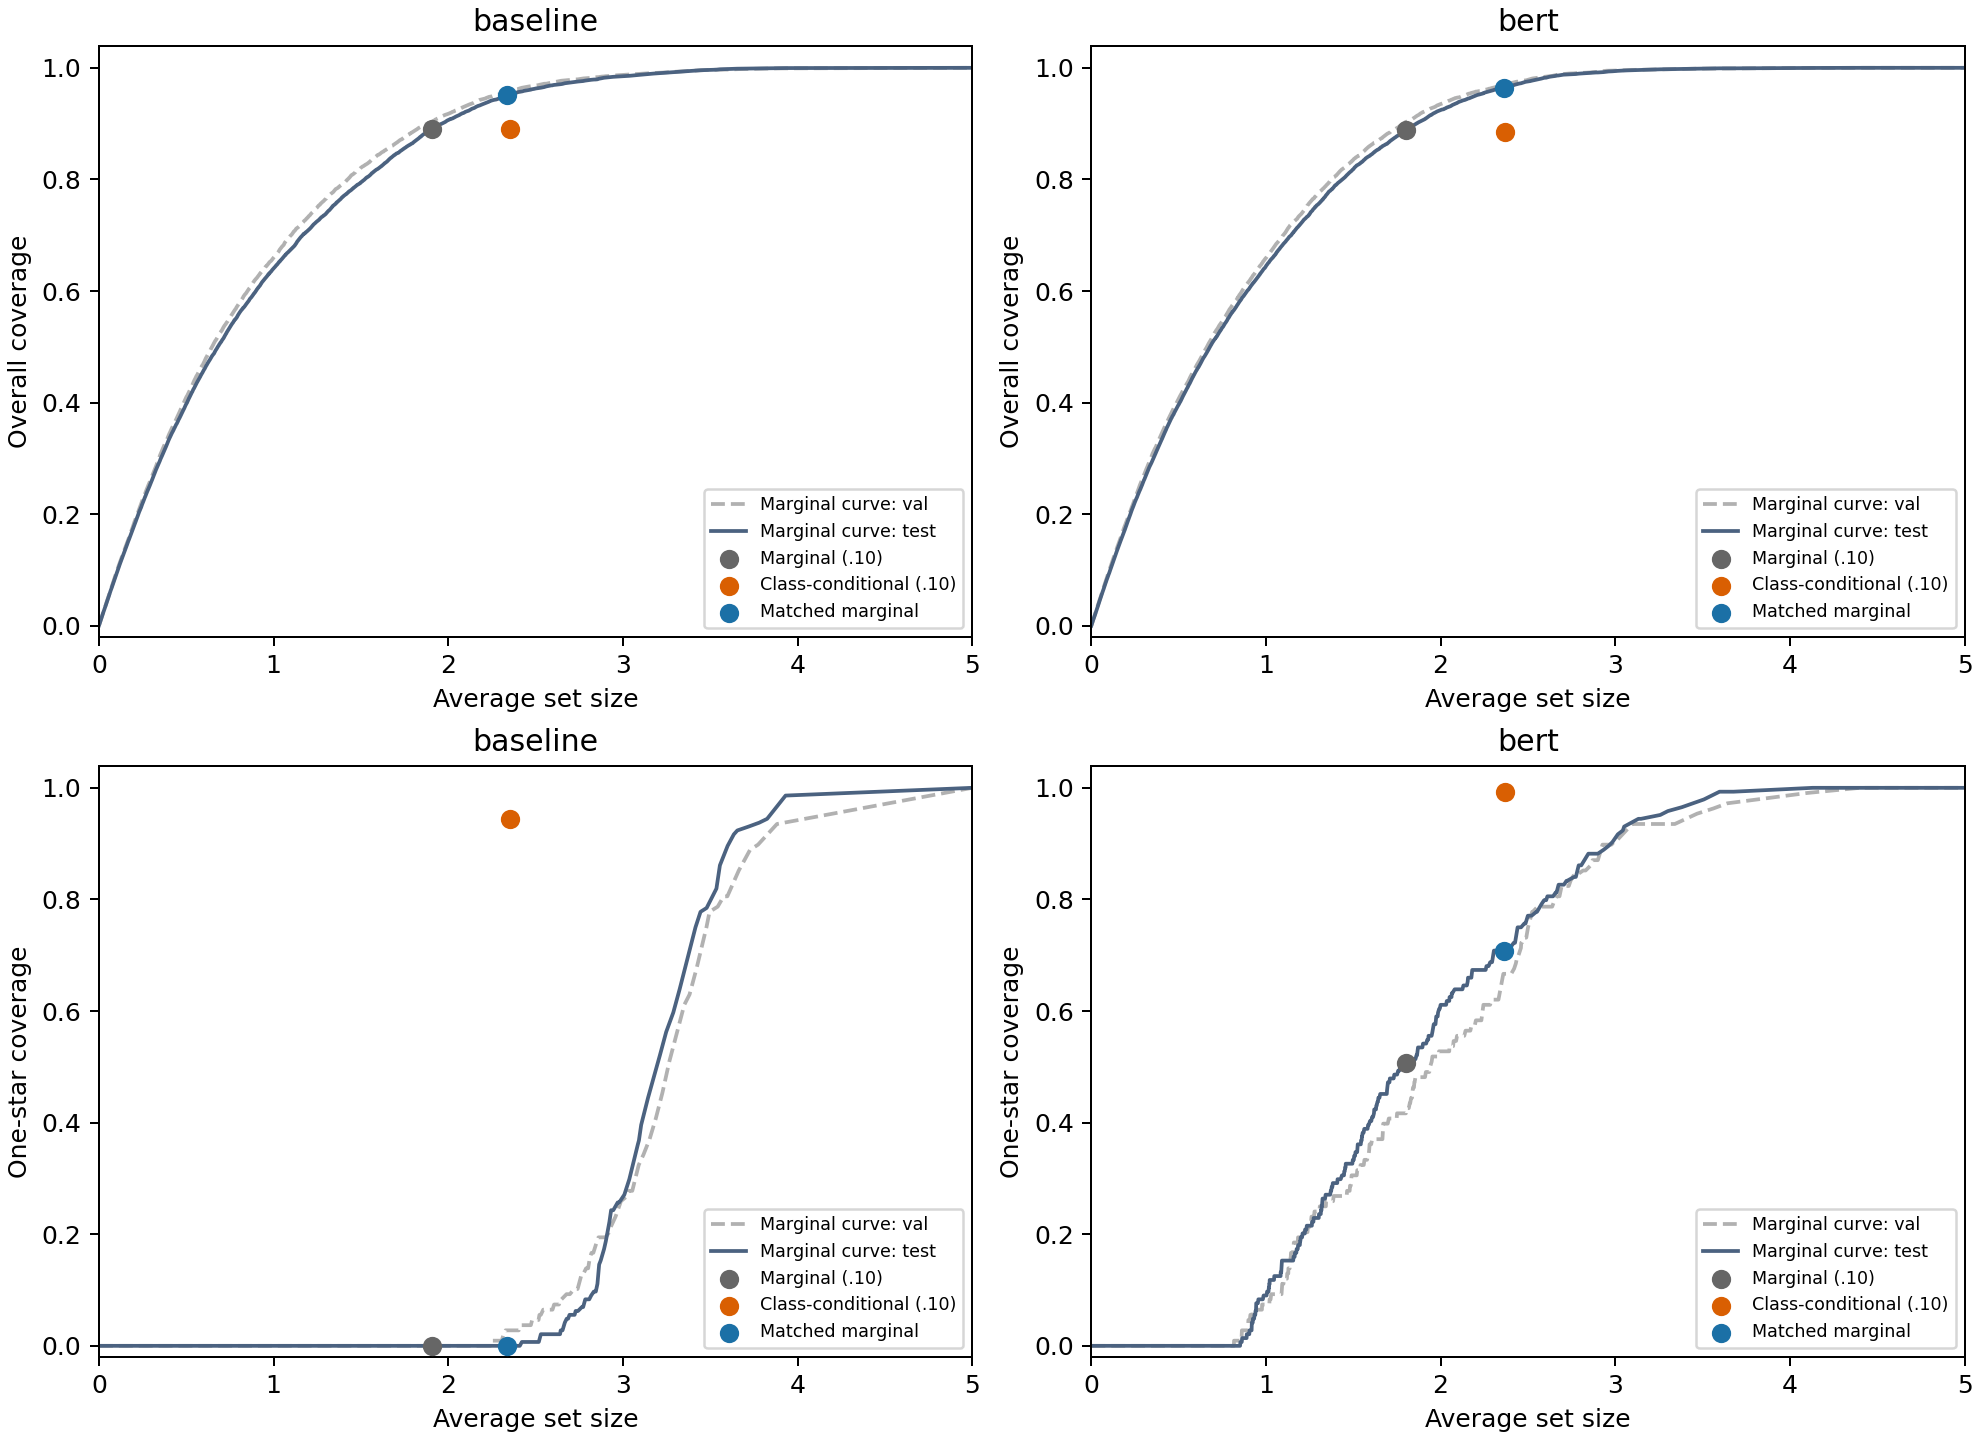 baseline
1.0
0.8
0.6
0.4
0.2
0.0
Overall coverage
0 1 2 3 4 5
Average set size
Marginal curve: val
Marginal curve: test
Marginal (.10)
Class-conditional (.10)
Matched marginal
bert
1.0
0.8
0.6
0.4
0.2
0.0
Overall coverage
0 1 2 3 4 5
Average set size
Marginal curve: val
Marginal curve: test
Marginal (.10)
Class-conditional (.10)
Matched marginal
baseline
1.0
0.8
0.6
0.4
0.2
0.0
One-star coverage
0 1 2 3 4 5
Average set size
Marginal curve: val
Marginal curve: test
Marginal (.10)
Class-conditional (.10)
Matched marginal
bert
1.0
0.8
0.6
0.4
0.2
0.0
One-star coverage
0 1 2 3 4 5
Average set size
Marginal curve: val
Marginal curve: test
Marginal (.10)
Class-conditional (.10)
Matched marginal